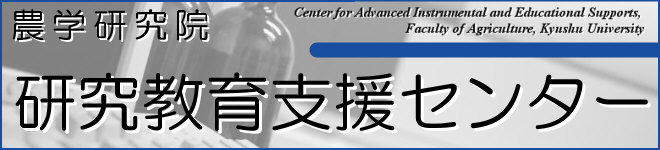 農学研究院
Center for Advanced Instrumental and Educational Supports,
Faculty of Agriculture, Kyushu University
研究教育支援センター